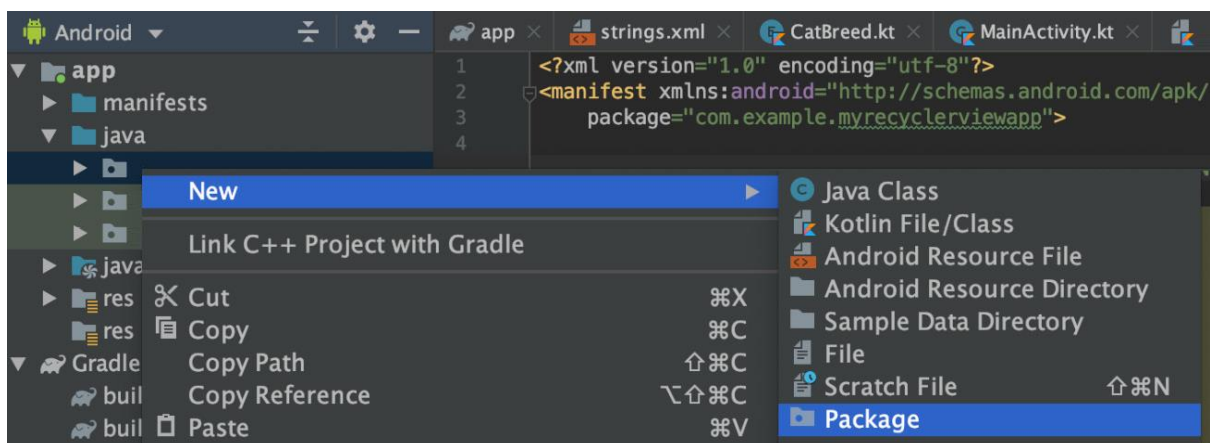 Android
app
strings.xml
CatBreed.kt
MainActivity.kt
app
manifests
java
java
res
res
Gradle
buil
buil
1 <?xml version="1.0" encoding="utf-8"?>
2 <manifest xmlns:android="http://schemas.android.com/apk/
3 package="com.example.myrecyclerviewapp">
4
New
Link C++ Project with Gradle
Cut ⌘X
Copy ⌘C
Copy Path ⇧⌘C
Copy Reference ⌥⇧⌘C
Paste ⌘V
Java Class
Kotlin File/Class
Android Resource File
Android Resource Directory
Sample Data Directory
File
Scratch File ⇧⌘N
Package